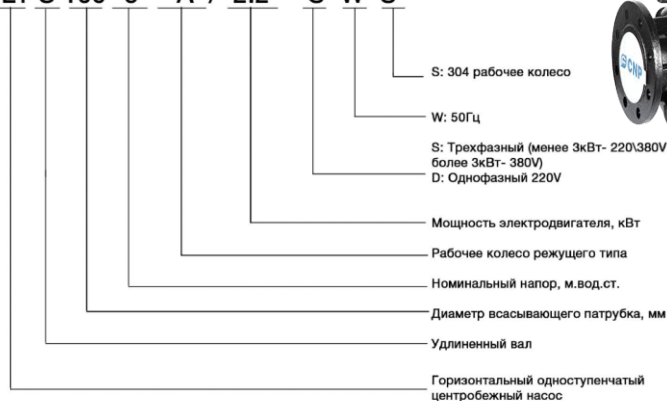 S: 304 рабочее колесо
CNP
W: 50Гц
S: Трехфазный (менее 3кВт- 220\380V
более 3кВт- 380V)
D: Однофазный 220V
Мощность электродвигателя, кВт
Рабочее колесо режущего типа
Номинальный напор, м.вод.ст.
Диаметр всасывающего патрубка, мм
Удлиненный вал
Горизонтальный одноступенчатый
центробежный насос